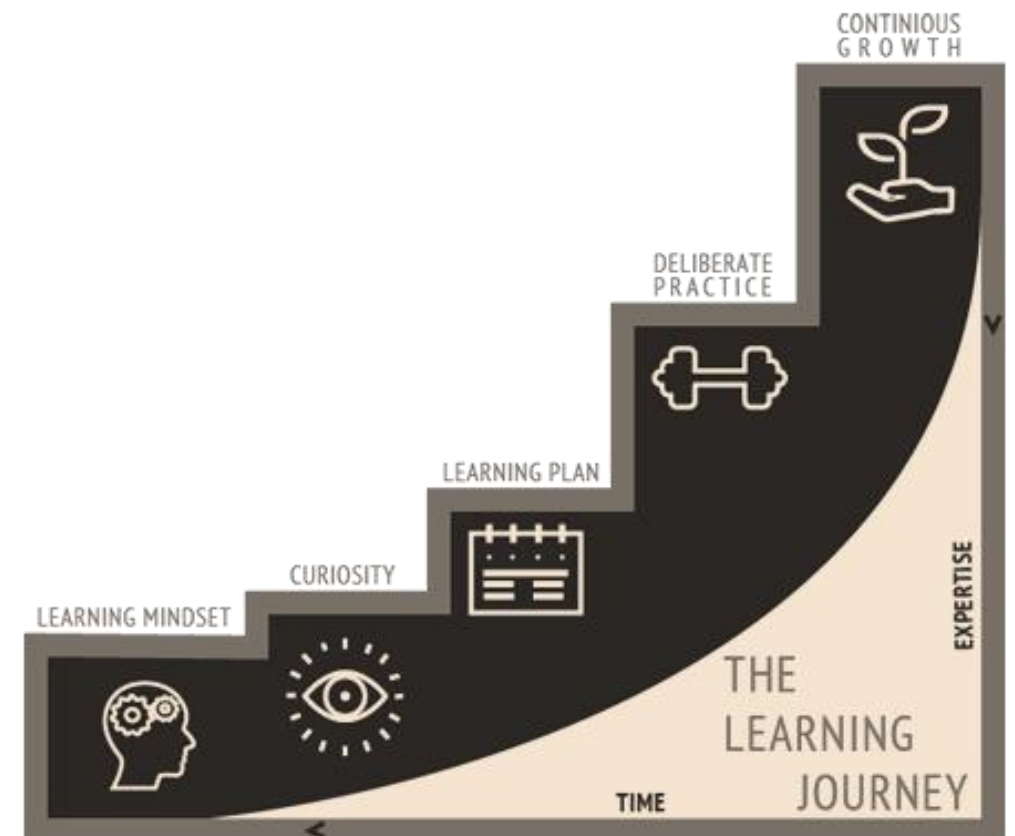 CONTINIOUS
GROWTH
DELIBERATE
PRACTICE
LEARNING PLAN
CURIOSITY
LEARNING MINDSET
EXPERTISE
THE
LEARNING
JOURNEY
TIME